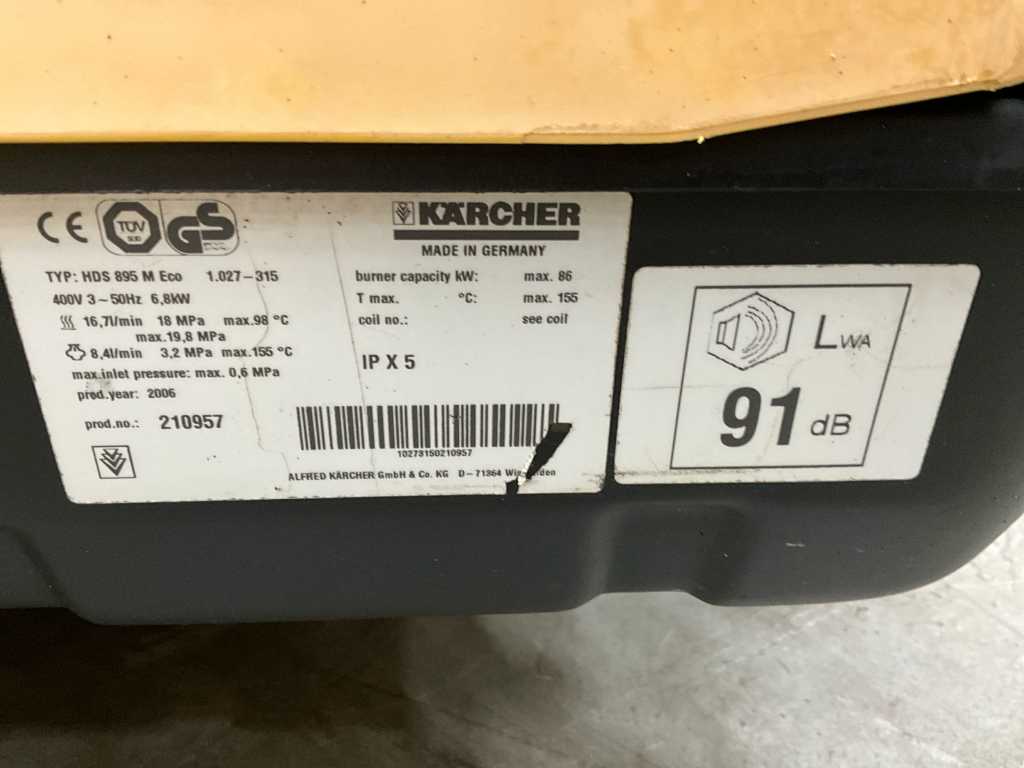 CE TÜV SÜD GS
KÄRCHER
MADE IN GERMANY
TYP: HDS 895 M Eco 1.027-315
400V 3~50Hz 6,8kW
16,7l/min 18 MPa max.98 °C
max.19,8 MPa
8,4l/min 3,2 MPa max.155 °C
max.inlet pressure: max. 0,6 MPa
prod.year: 2006
prod.no.: 210957
burner capacity kW: max. 86
T max. °C: max. 155
coil no.: see coil
IP X 5
10273150210957
ALFRED KÄRCHER GmbH & Co. KG D-71364
LWA
91 dB